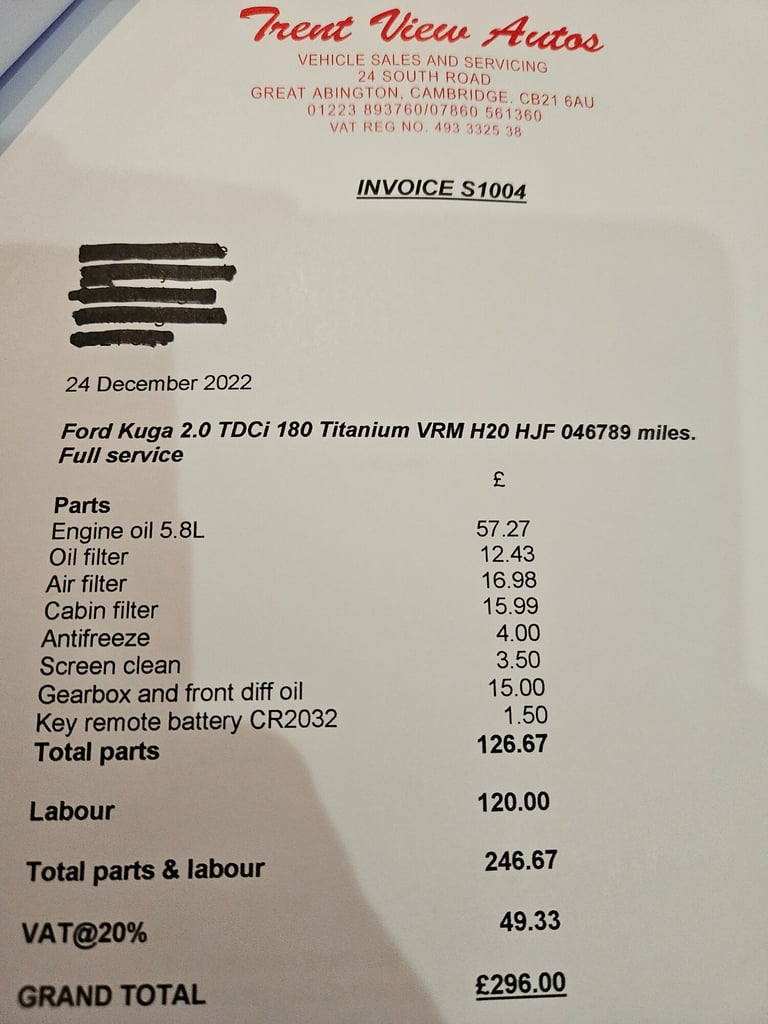 Trent View Autos
VEHICLE SALES AND SERVICING
24 SOUTH ROAD
GREAT ABINGTON, CAMBRIDGE. CB21 6AU
01223 893760/07860 561360
VAT REG NO. 493 3325 38
INVOICE S1004
24 December 2022
Ford Kuga 2.0 TDCi 180 Titanium VRM H20 HJF 046789 miles.
Full service
£
Parts
Engine oil 5.8L 57.27
Oil filter 12.43
Air filter 16.98
Cabin filter 15.99
Antifreeze 4.00
Screen clean 3.50
Gearbox and front diff oil 15.00
Key remote battery CR2032 1.50
Total parts 126.67
Labour 120.00
Total parts & labour 246.67
VAT@20% 49.33
GRAND TOTAL £296.00